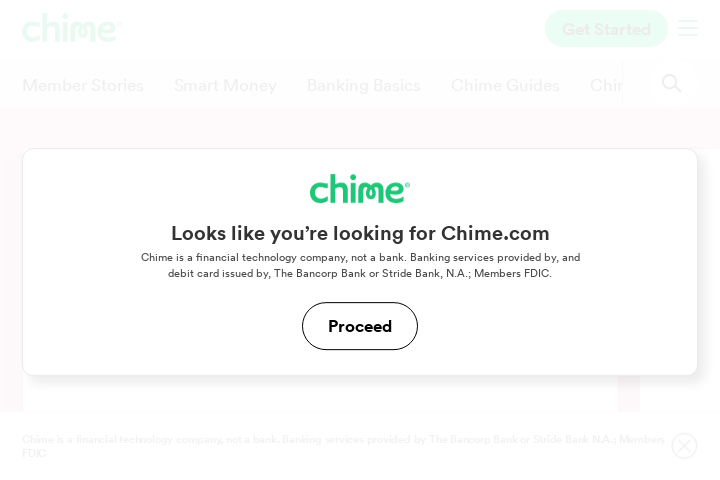 chime
Get Started
Member Stories Smart Money Banking Basics Chime Guides Chim
chime®
Looks like you’re looking for Chime.com
Chime is a financial technology company, not a bank. Banking services provided by, and
debit card issued by, The Bancorp Bank or Stride Bank, N.A.; Members FDIC.
Proceed
Chime is a financial technology company, not a bank. Banking services provided by The Bancorp Bank or Stride Bank N.A.; Members
FDIC